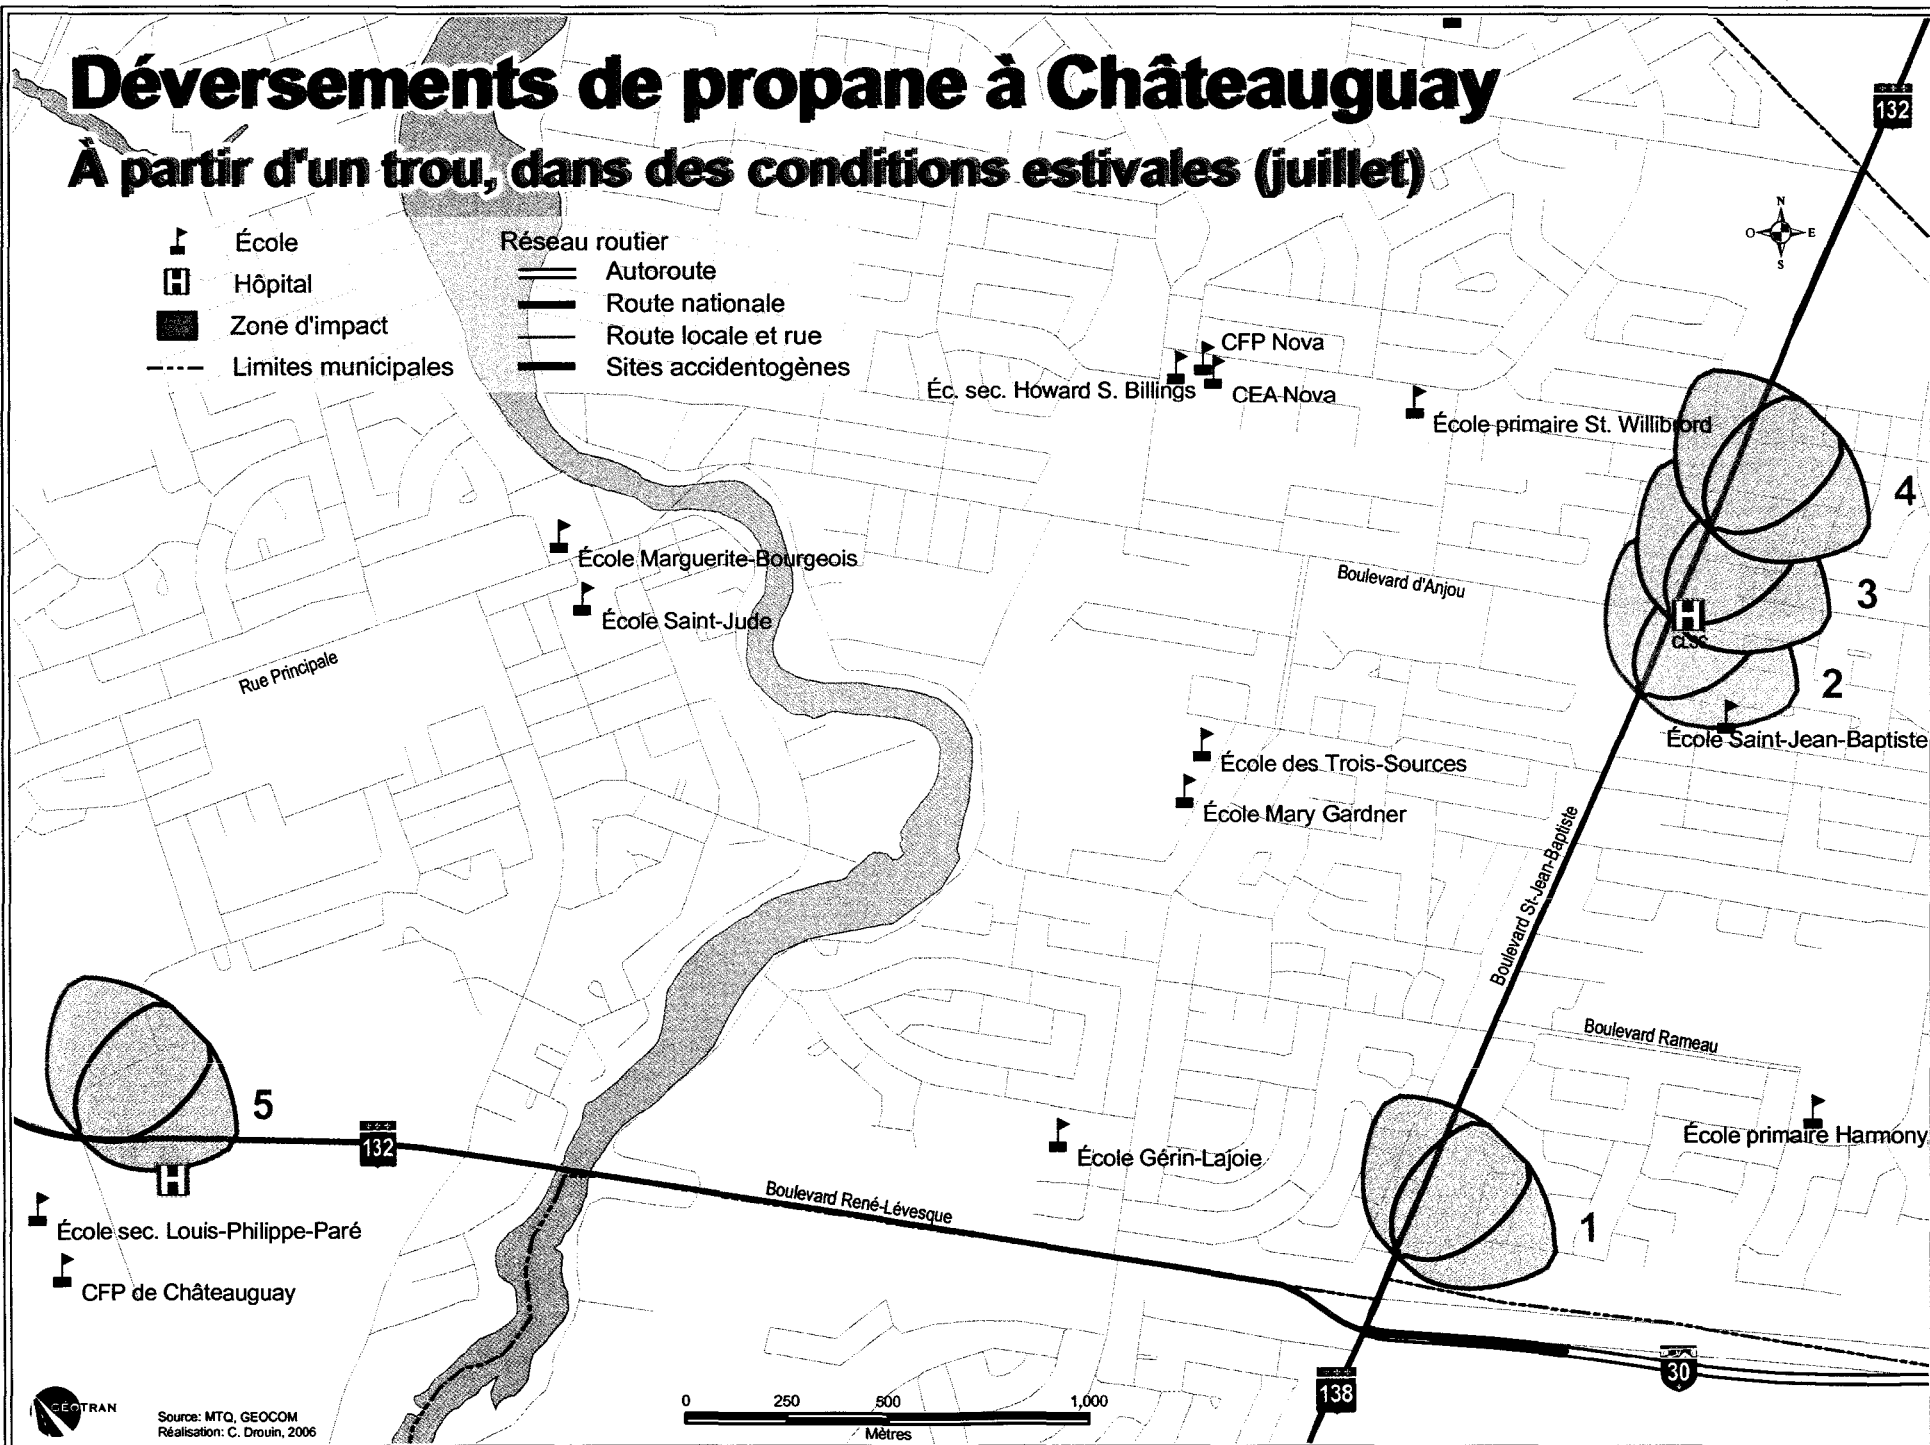 Déversements de propane à Châteauguay
À partir d'un trou, dans des conditions estivales (juillet)
École
Hôpital
Zone d'impact
Limites municipales
Réseau routier
Autoroute
Route nationale
Route locale et rue
Sites accidentogènes
132
N
O
E
S
CFP Nova
Éc. sec. Howard S. Billings
CEA Nova
École primaire St. Willibrord
4
École Marguerite-Bourgeois
Boulevard d'Anjou
3
École Saint-Jude
H
CLSC
Rue Principale
2
École Saint-Jean-Baptiste
École des Trois-Sources
École Mary Gardner
Boulevard St-Jean-Baptiste
Boulevard Rameau
5
132
École primaire Harmony
École Gérin-Lajoie
H
Boulevard René-Lévesque
1
École sec. Louis-Philippe-Paré
CFP de Châteauguay
30
138
GÉOTRAN
Source: MTQ, GEOCOM
Réalisation: C. Drouin, 2006
0 250 500 1,000
Mètres